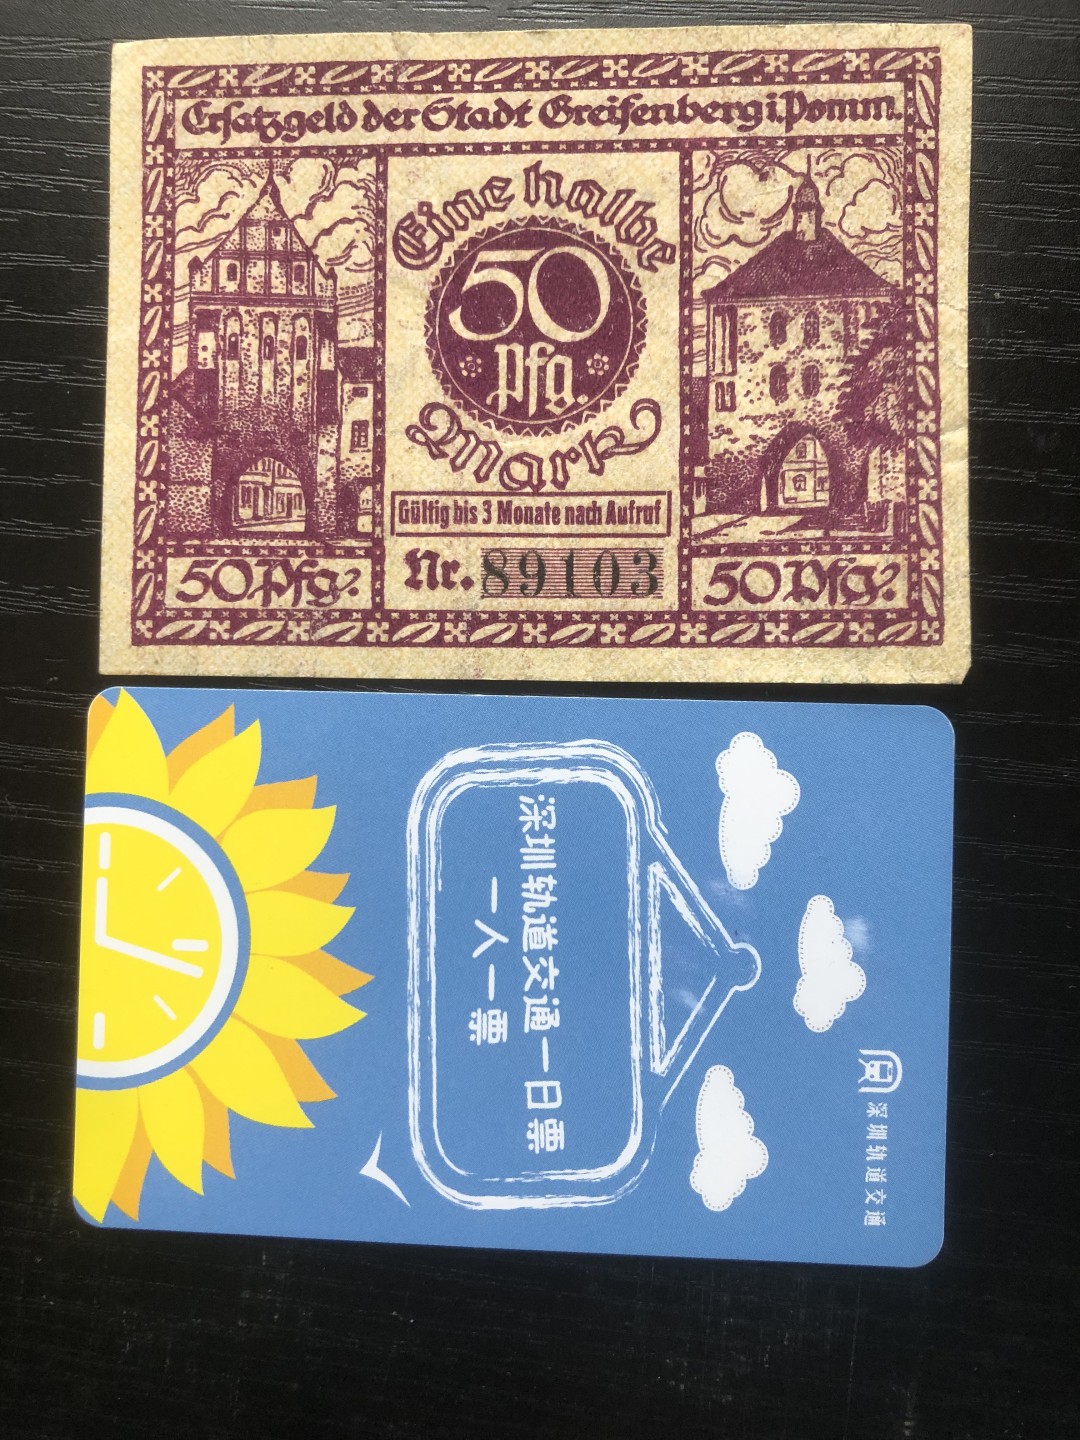 Ersatzgeld der Stadt Greifenberg i. Pomm.
Eine halbe
50
Pfg.
Mark
Gültig bis 3 Monate nach Aufruf
Nr. 89103
50 Pfg.
50 Pfg.
深圳轨道交通
深圳轨道交通一日票
一人一票